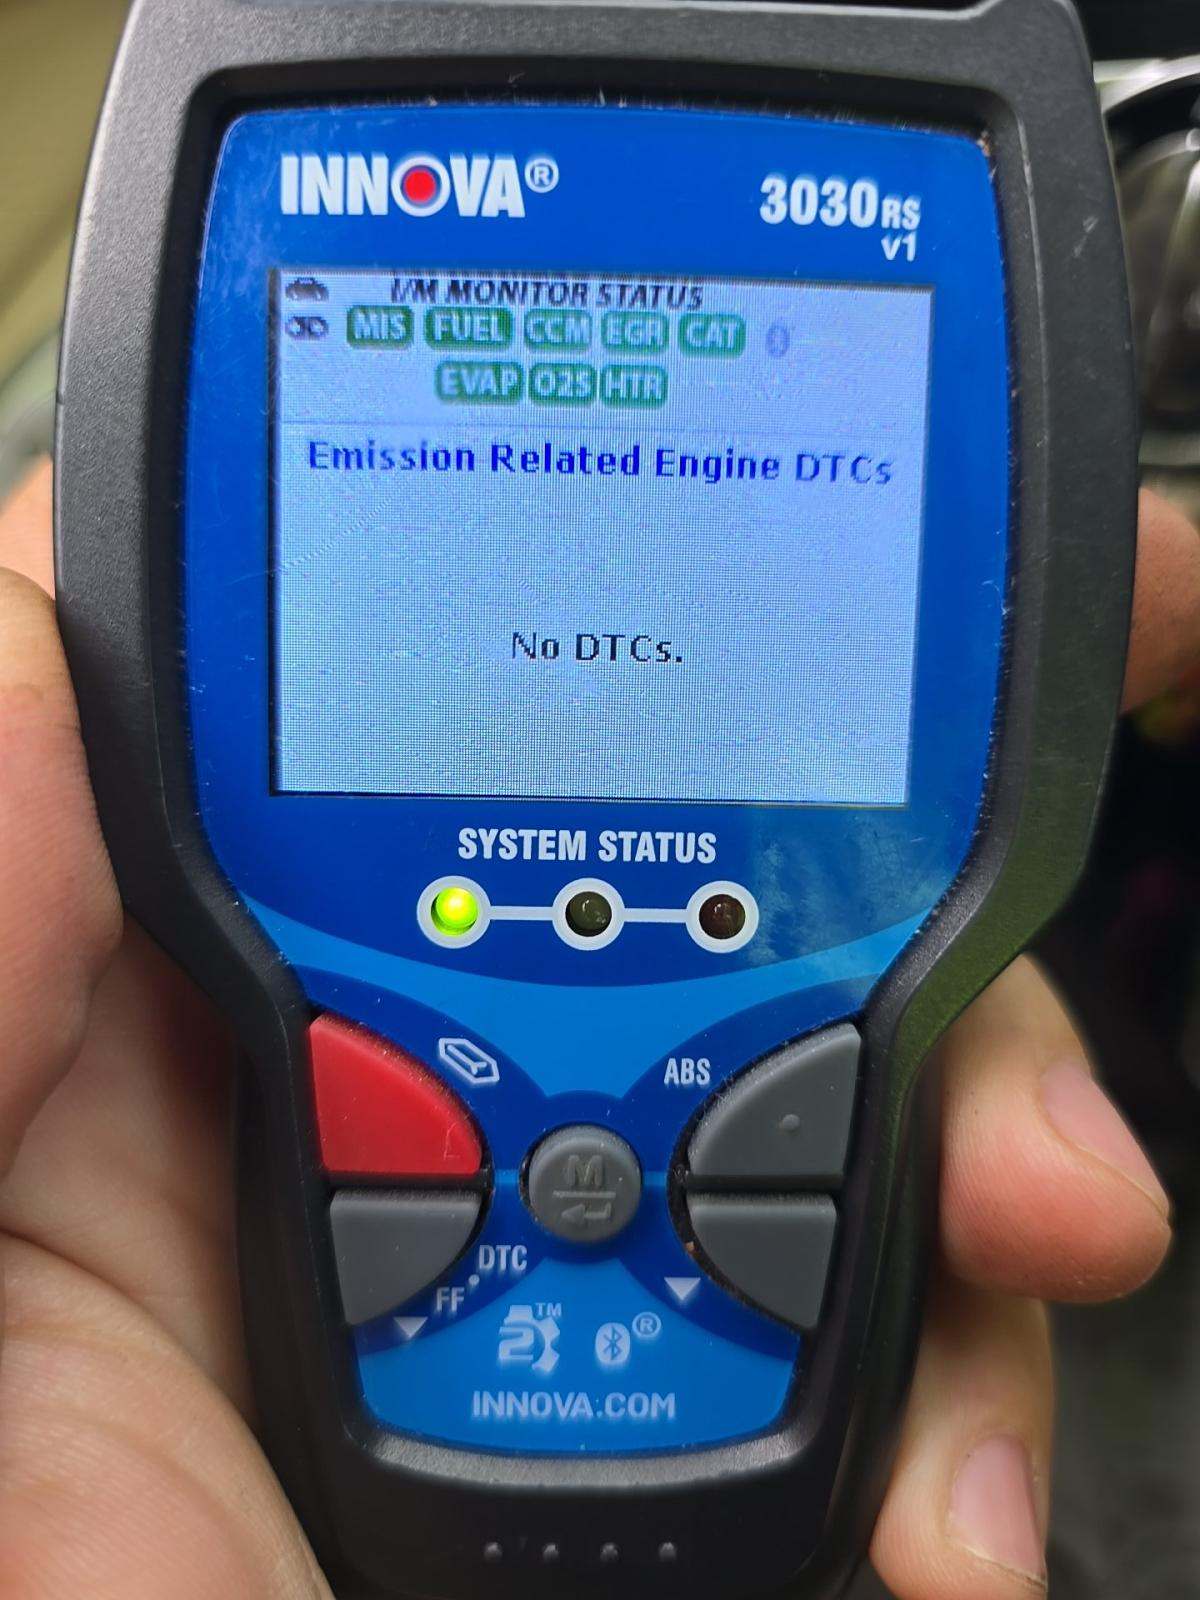 INNOVA®
3030RS
v1
I/M MONITOR STATUS
MIS FUEL CCM EGR CAT
EVAP O2S HTR
Emission Related Engine DTCs
No DTCs.
SYSTEM STATUS
ABS
M
DTC
FF
2™ ®
INNOVA.COM